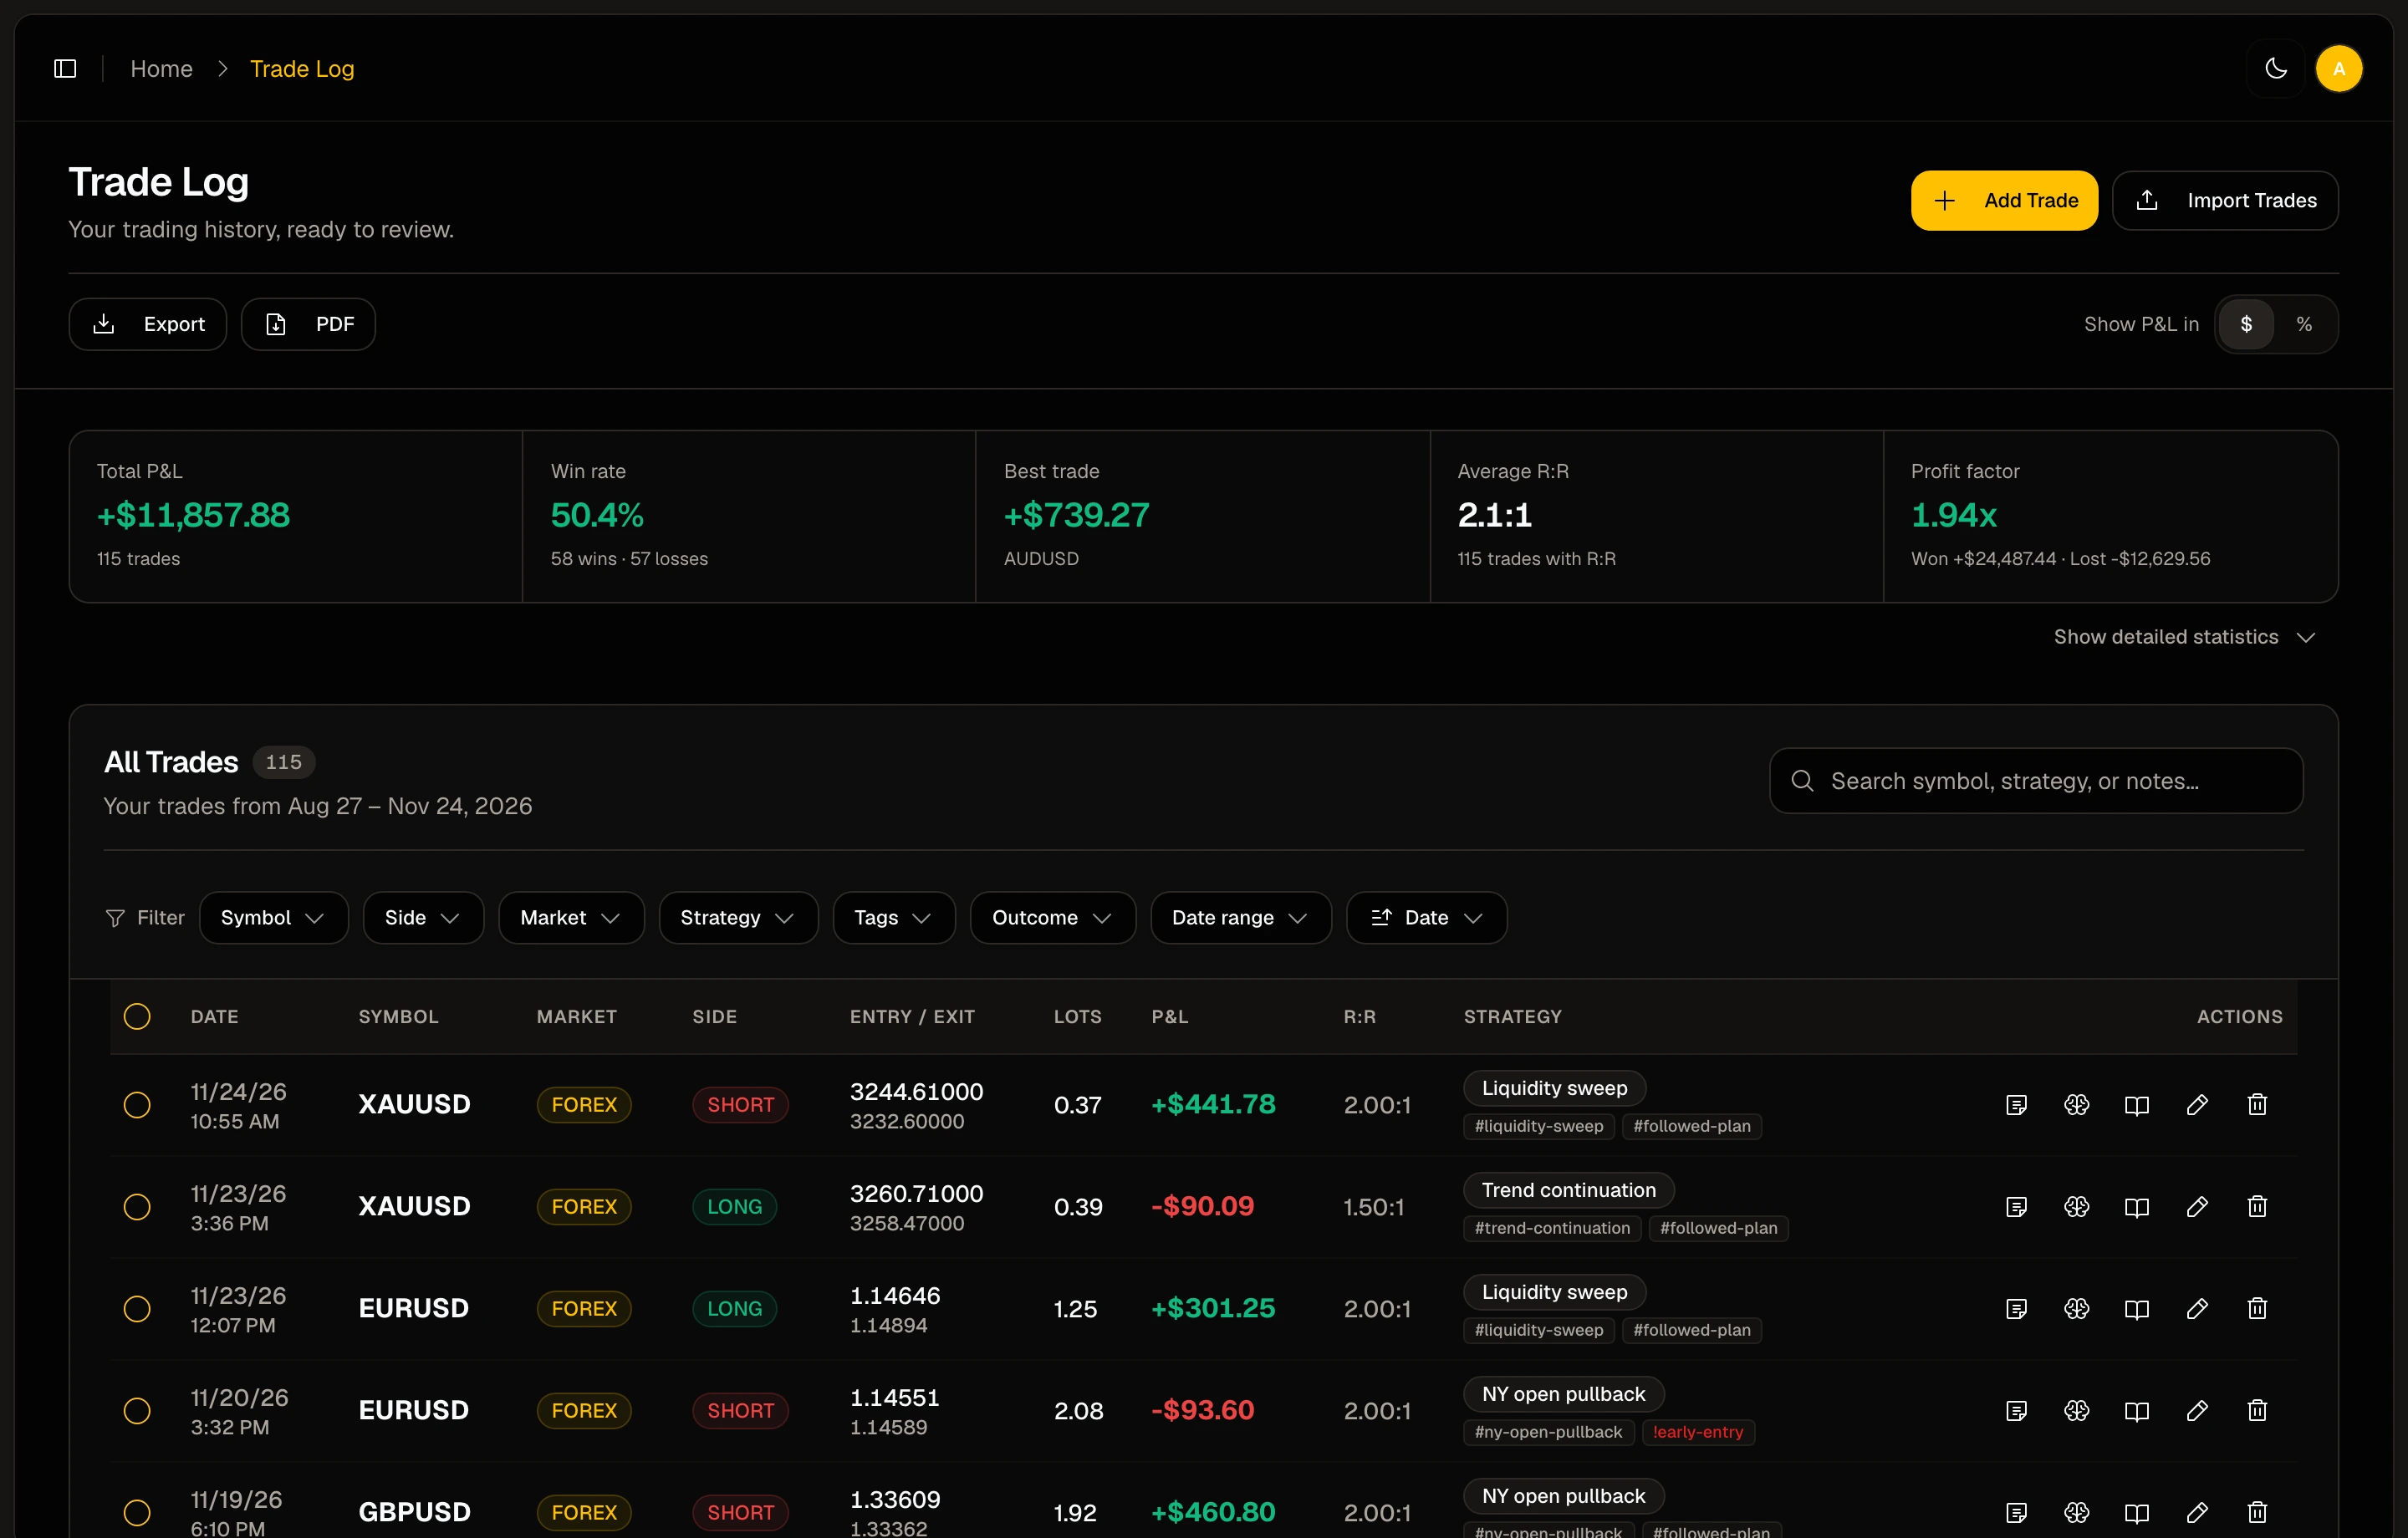 Home > Trade Log
A
Trade Log
Your trading history, ready to review.
Add Trade
Import Trades
Export
PDF
Show P&L in
$
%
Total P&L
+$11,857.88
115 trades
Win rate
50.4%
58 wins · 57 losses
Best trade
+$739.27
AUDUSD
Average R:R
2.1:1
115 trades with R:R
Profit factor
1.94x
Won +$24,487.44 · Lost -$12,629.56
Show detailed statistics
All Trades 115
Your trades from Aug 27 – Nov 24, 2026
Search symbol, strategy, or notes...
Filter Symbol Side Market Strategy Tags Outcome Date range Date
DATE SYMBOL MARKET SIDE ENTRY / EXIT LOTS P&L R:R STRATEGY ACTIONS
11/24/26
10:55 AM
XAUUSD
FOREX
SHORT
3244.61000
3232.60000
0.37
+$441.78
2.00:1
Liquidity sweep
#liquidity-sweep #followed-plan
11/23/26
3:36 PM
XAUUSD
FOREX
LONG
3260.71000
3258.47000
0.39
-$90.09
1.50:1
Trend continuation
#trend-continuation #followed-plan
11/23/26
12:07 PM
EURUSD
FOREX
LONG
1.14646
1.14894
1.25
+$301.25
2.00:1
Liquidity sweep
#liquidity-sweep #followed-plan
11/20/26
3:32 PM
EURUSD
FOREX
SHORT
1.14551
1.14589
2.08
-$93.60
2.00:1
NY open pullback
#ny-open-pullback !early-entry
11/19/26
6:10 PM
GBPUSD
FOREX
SHORT
1.33609
1.33362
1.92
+$460.80
2.00:1
NY open pullback
#ny-open-pullback #followed-plan